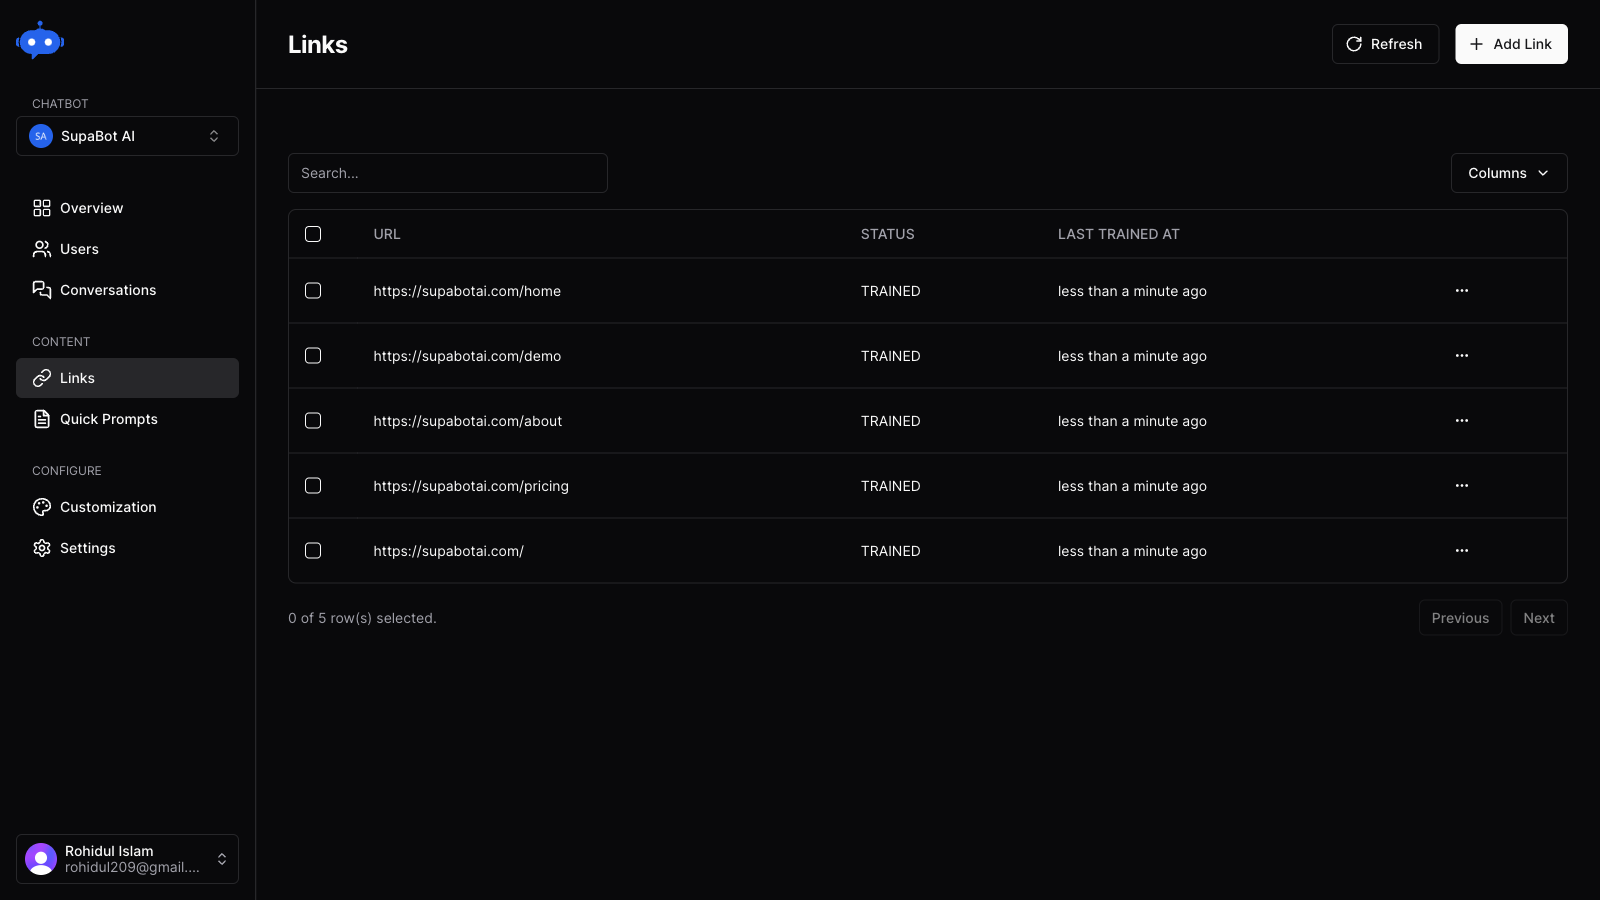 Links
Refresh
Add Link
CHATBOT
SA
SupaBot AI
Overview
Users
Conversations
CONTENT
Links
Quick Prompts
CONFIGURE
Customization
Settings
Rohidul Islam
rohidul209@gmail....
Search...
Columns
URL STATUS LAST TRAINED AT
https://supabotai.com/home TRAINED less than a minute ago
https://supabotai.com/demo TRAINED less than a minute ago
https://supabotai.com/about TRAINED less than a minute ago
https://supabotai.com/pricing TRAINED less than a minute ago
https://supabotai.com/ TRAINED less than a minute ago
0 of 5 row(s) selected.
Previous
Next